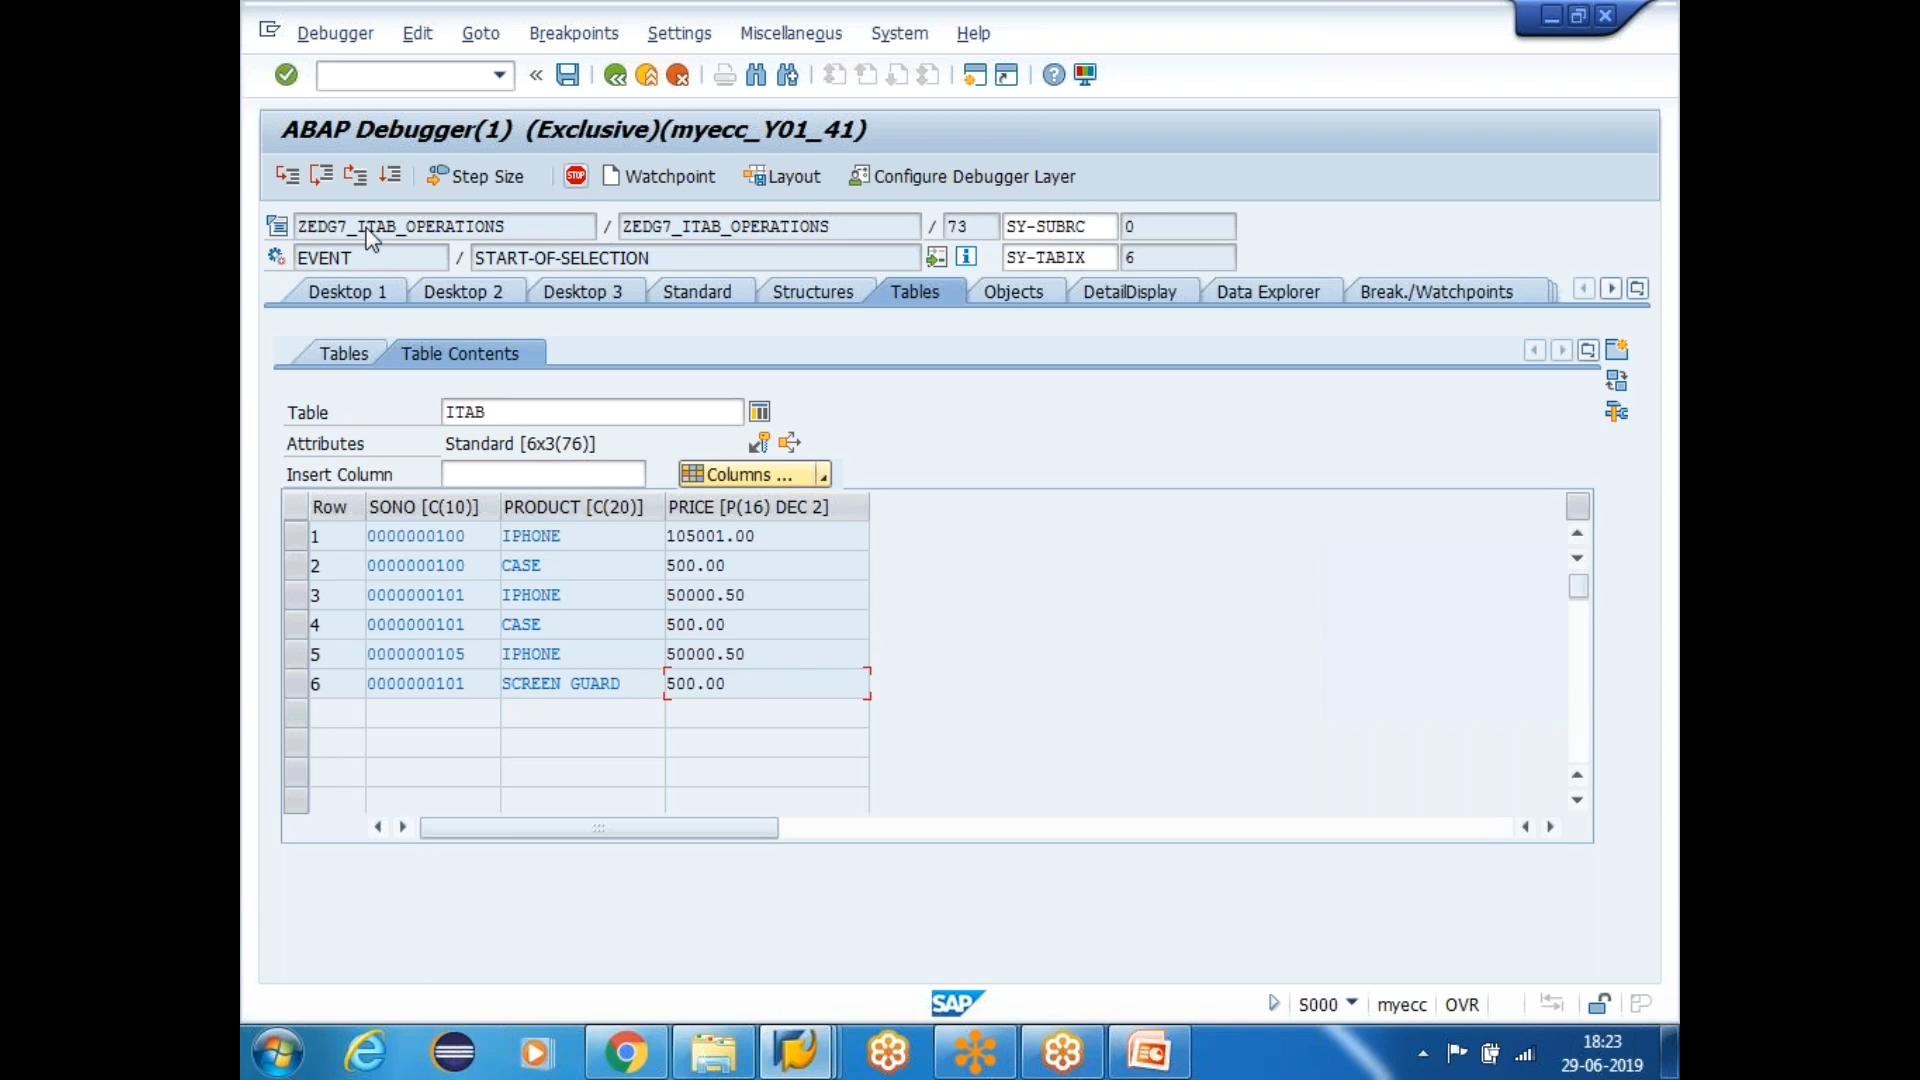 Debugger Edit Goto Breakpoints Settings Miscellaneous System Help
«
ABAP Debugger(1) (Exclusive)(myecc_Y01_41)
Step Size STOP Watchpoint Layout Configure Debugger Layer
ZEDG7_ITAB_OPERATIONS / ZEDG7_ITAB_OPERATIONS / 73 SY-SUBRC 0
EVENT / START-OF-SELECTION SY-TABIX 6
Desktop 1 Desktop 2 Desktop 3 Standard Structures Tables Objects DetailDisplay Data Explorer Break./Watchpoints
Tables Table Contents
Table ITAB
Attributes Standard [6x3(76)]
Insert Column Columns ...
Row SONO [C(10)] PRODUCT [C(20)] PRICE [P(16) DEC 2]
1 0000000100 IPHONE 105001.00
2 0000000100 CASE 500.00
3 0000000101 IPHONE 50000.50
4 0000000101 CASE 500.00
5 0000000105 IPHONE 50000.50
6 0000000101 SCREEN GUARD 500.00
SAP S000 myecc OVR
18:23
29-06-2019